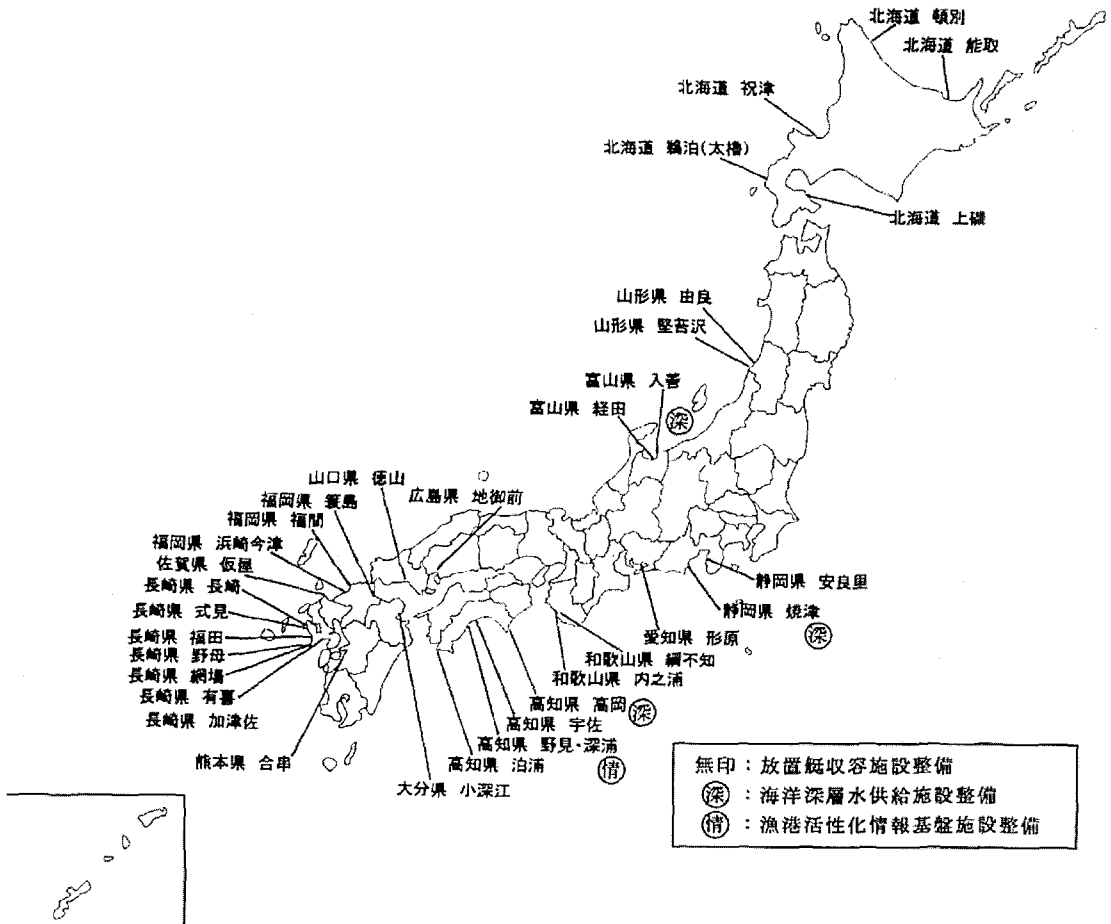 北海道 頓別
北海道 能取
北海道 祝津
北海道 鵜泊(太櫓)
北海道 上磯
山形県 由良
山形県 堅苔沢
富山県 入善
富山県 経田
深
山口県 徳山
広島県 地御前
福岡県 簑島
福岡県 福間
福岡県 浜崎今津
佐賀県 仮屋
長崎県 長崎
長崎県 式見
長崎県 福田
長崎県 野母
長崎県 網場
長崎県 有喜
長崎県 加津佐
熊本県 合串
静岡県 安良里
静岡県 焼津
深
愛知県 形原
和歌山県 綱不知
和歌山県 内之浦
高知県 高岡
深
高知県 宇佐
高知県 野見・深浦
情
高知県 泊浦
大分県 小深江
無印：放置艇収容施設整備
深：海洋深層水供給施設整備
情：漁港活性化情報基盤施設整備